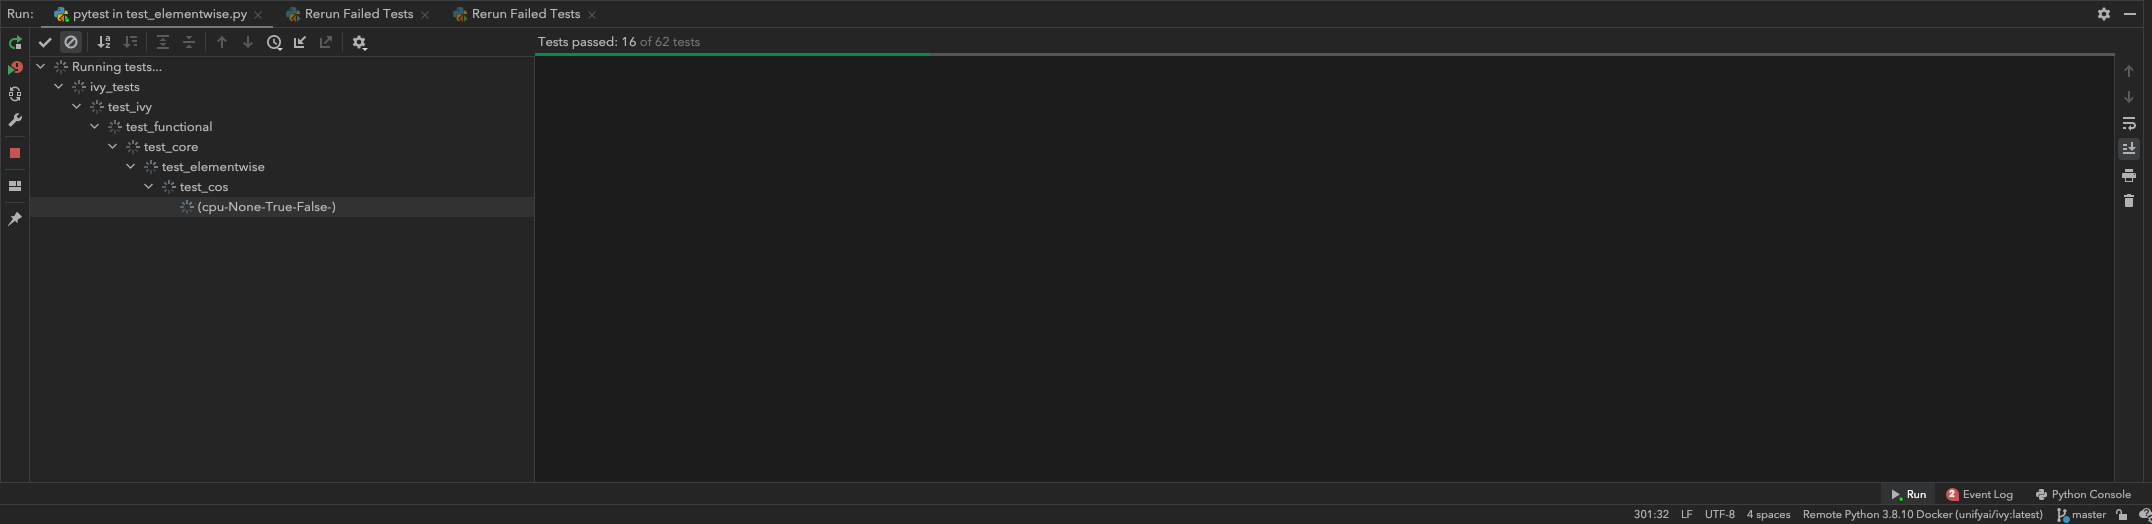 Run: pytest in test_elementwise.py Rerun Failed Tests Rerun Failed Tests
Tests passed: 16 of 62 tests
Running tests...
ivy_tests
test_ivy
test_functional
test_core
test_elementwise
test_cos
(cpu-None-True-False-)
Run 2 Event Log Python Console
301:32 LF UTF-8 4 spaces Remote Python 3.8.10 Docker (unifyai/ivy:latest) master